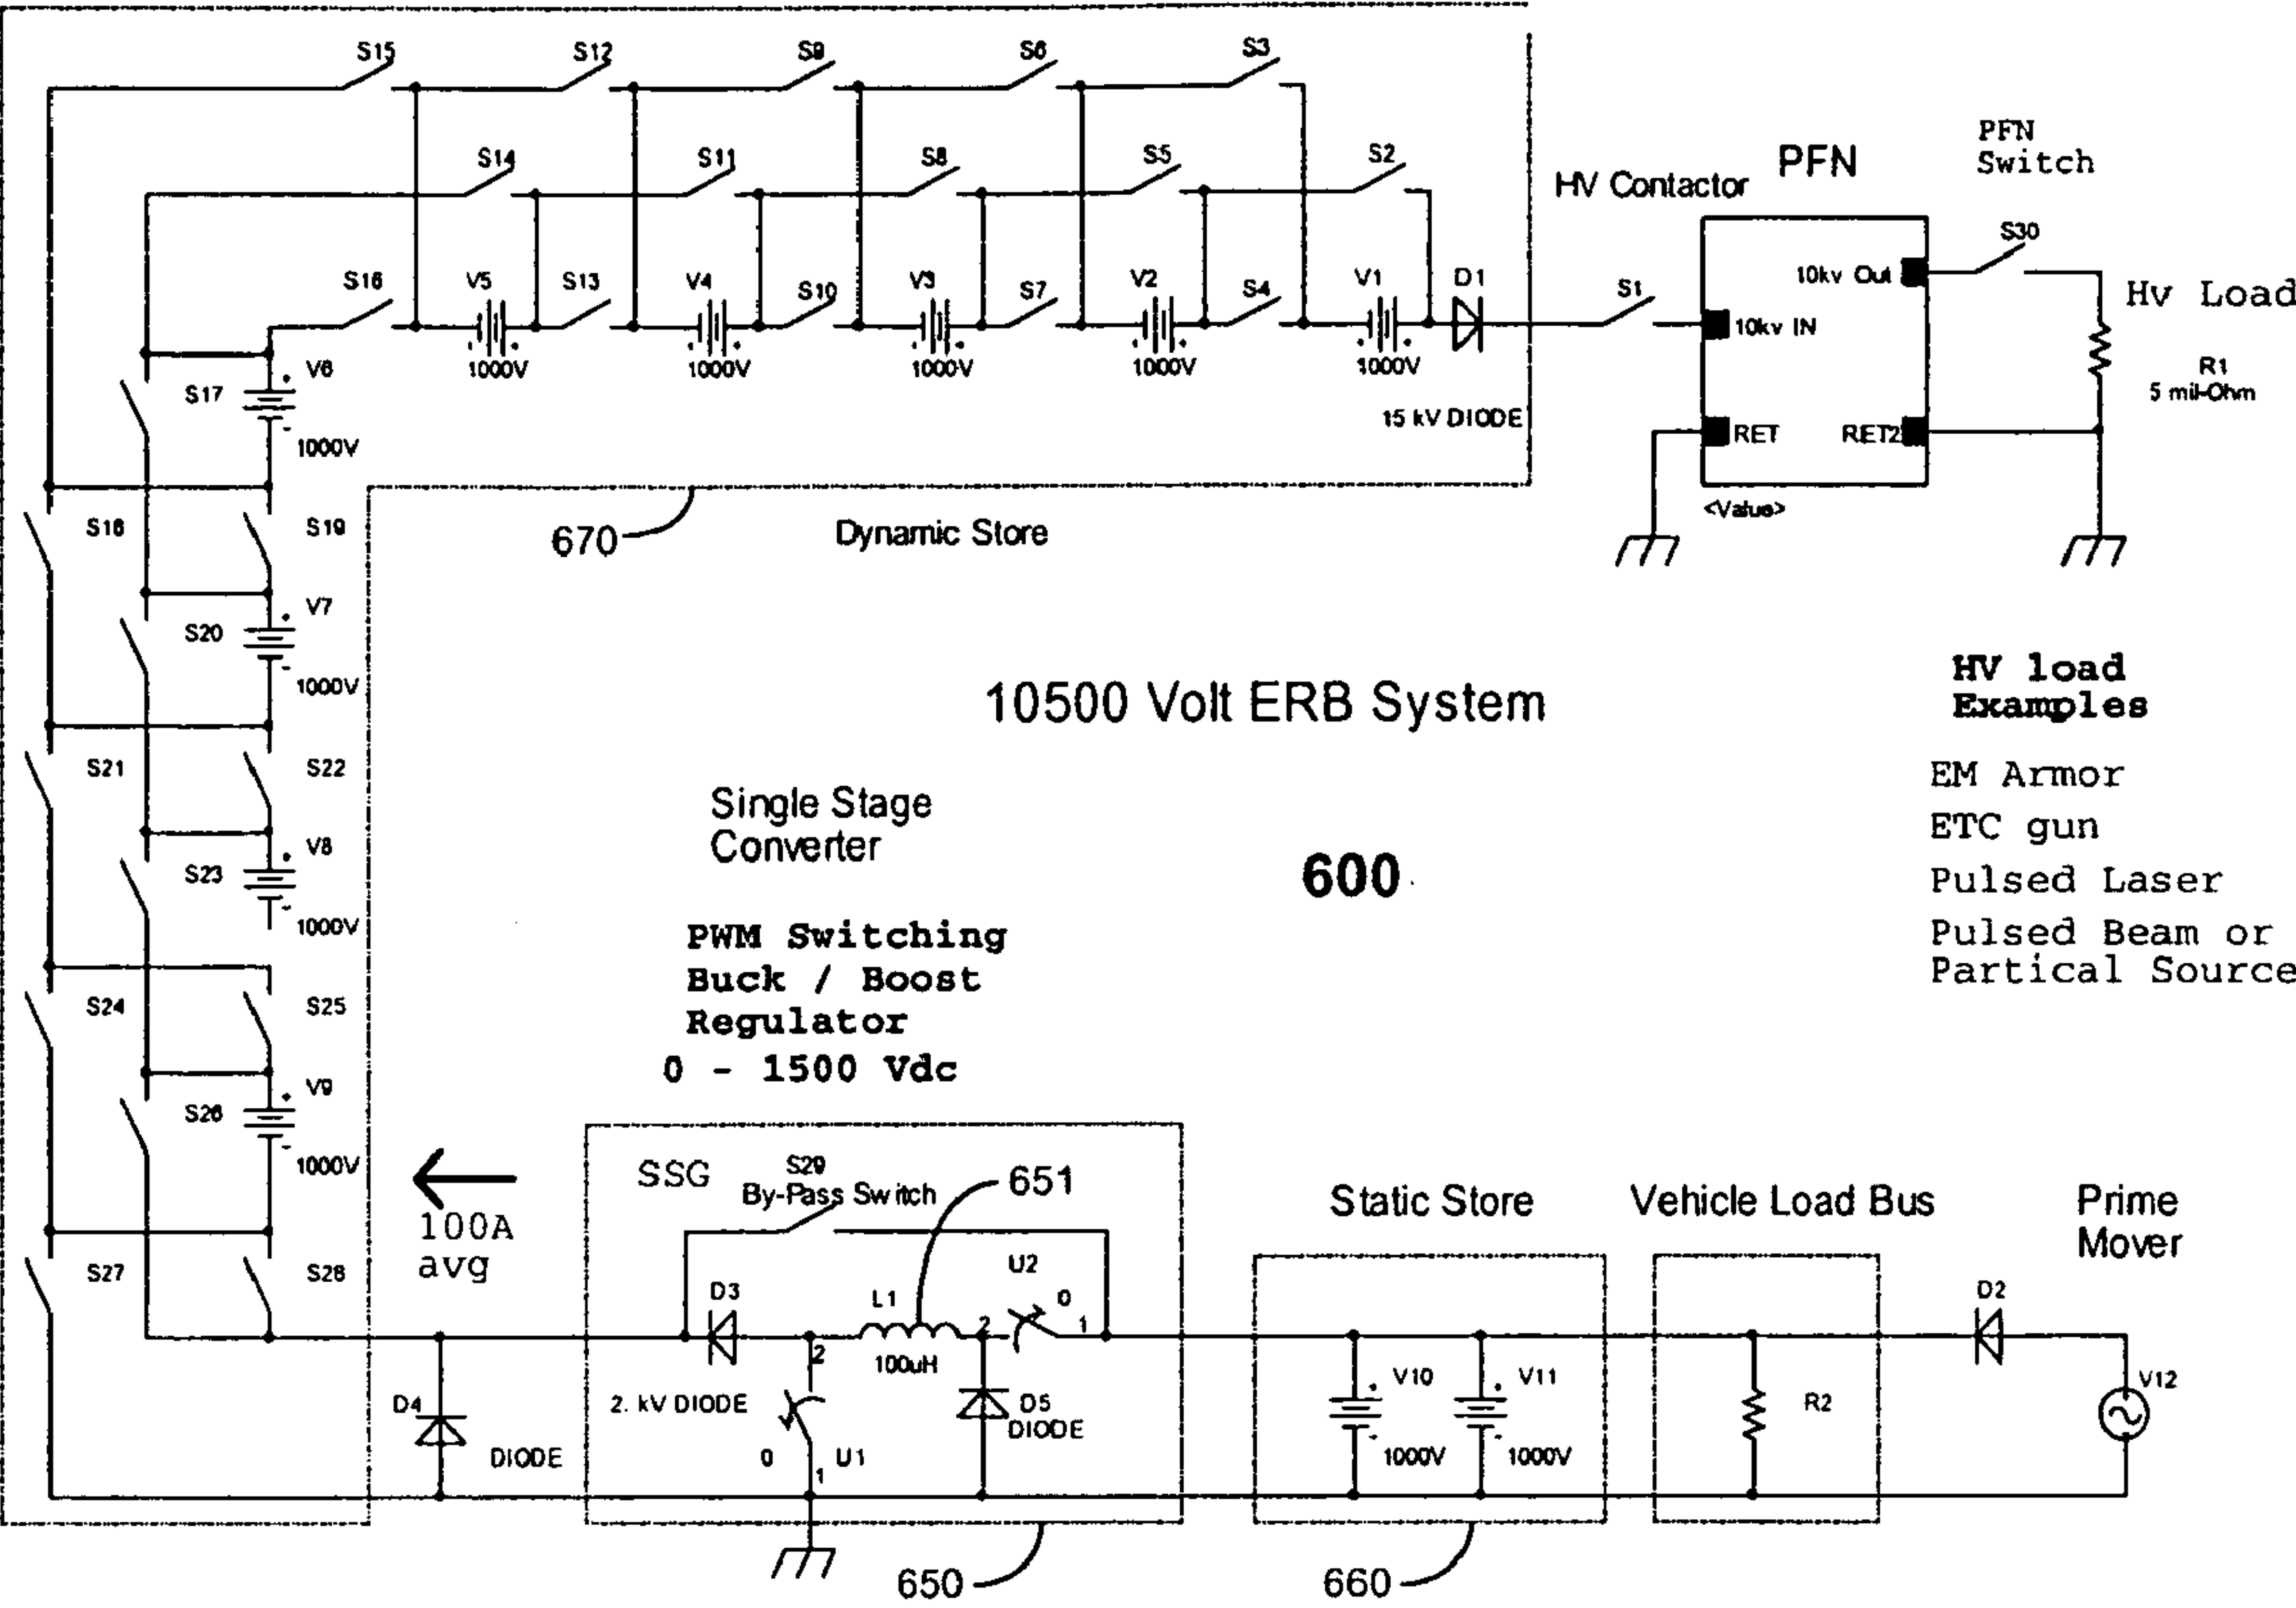 S15
S12
S9
S6
S3
S14
S11
S8
S5
S2
HV Contactor
PFN
PFN
Switch
S16
V5
S13
V4
S10
V3
S7
V2
S4
V1
D1
S1
10kv IN
10kv Out
S30
Hv Load
1000V
1000V
1000V
1000V
1000V
15 kV DIODE
RET
RET2
R1
5 mil-Ohm
<Value>
V6
S17
1000V
S18
S19
670
Dynamic Store
V7
S20
1000V
10500 Volt ERB System
HV load
Examples
S21
S22
Single Stage
Converter
600
EM Armor
ETC gun
Pulsed Laser
Pulsed Beam or
Partical Source
V8
S23
1000V
PWM Switching
Buck / Boost
Regulator
0 - 1500 Vdc
S24
S25
V9
S26
1000V
100A
avg
SSG
S29
By-Pass Switch
651
Static Store
Vehicle Load Bus
Prime
Mover
S27
S28
D3
L1
100uH
2
U2
0
1
2
D2
2. kV DIODE
D4
DIODE
0
U1
1
D5
DIODE
V10
1000V
V11
1000V
R2
V12
650
660